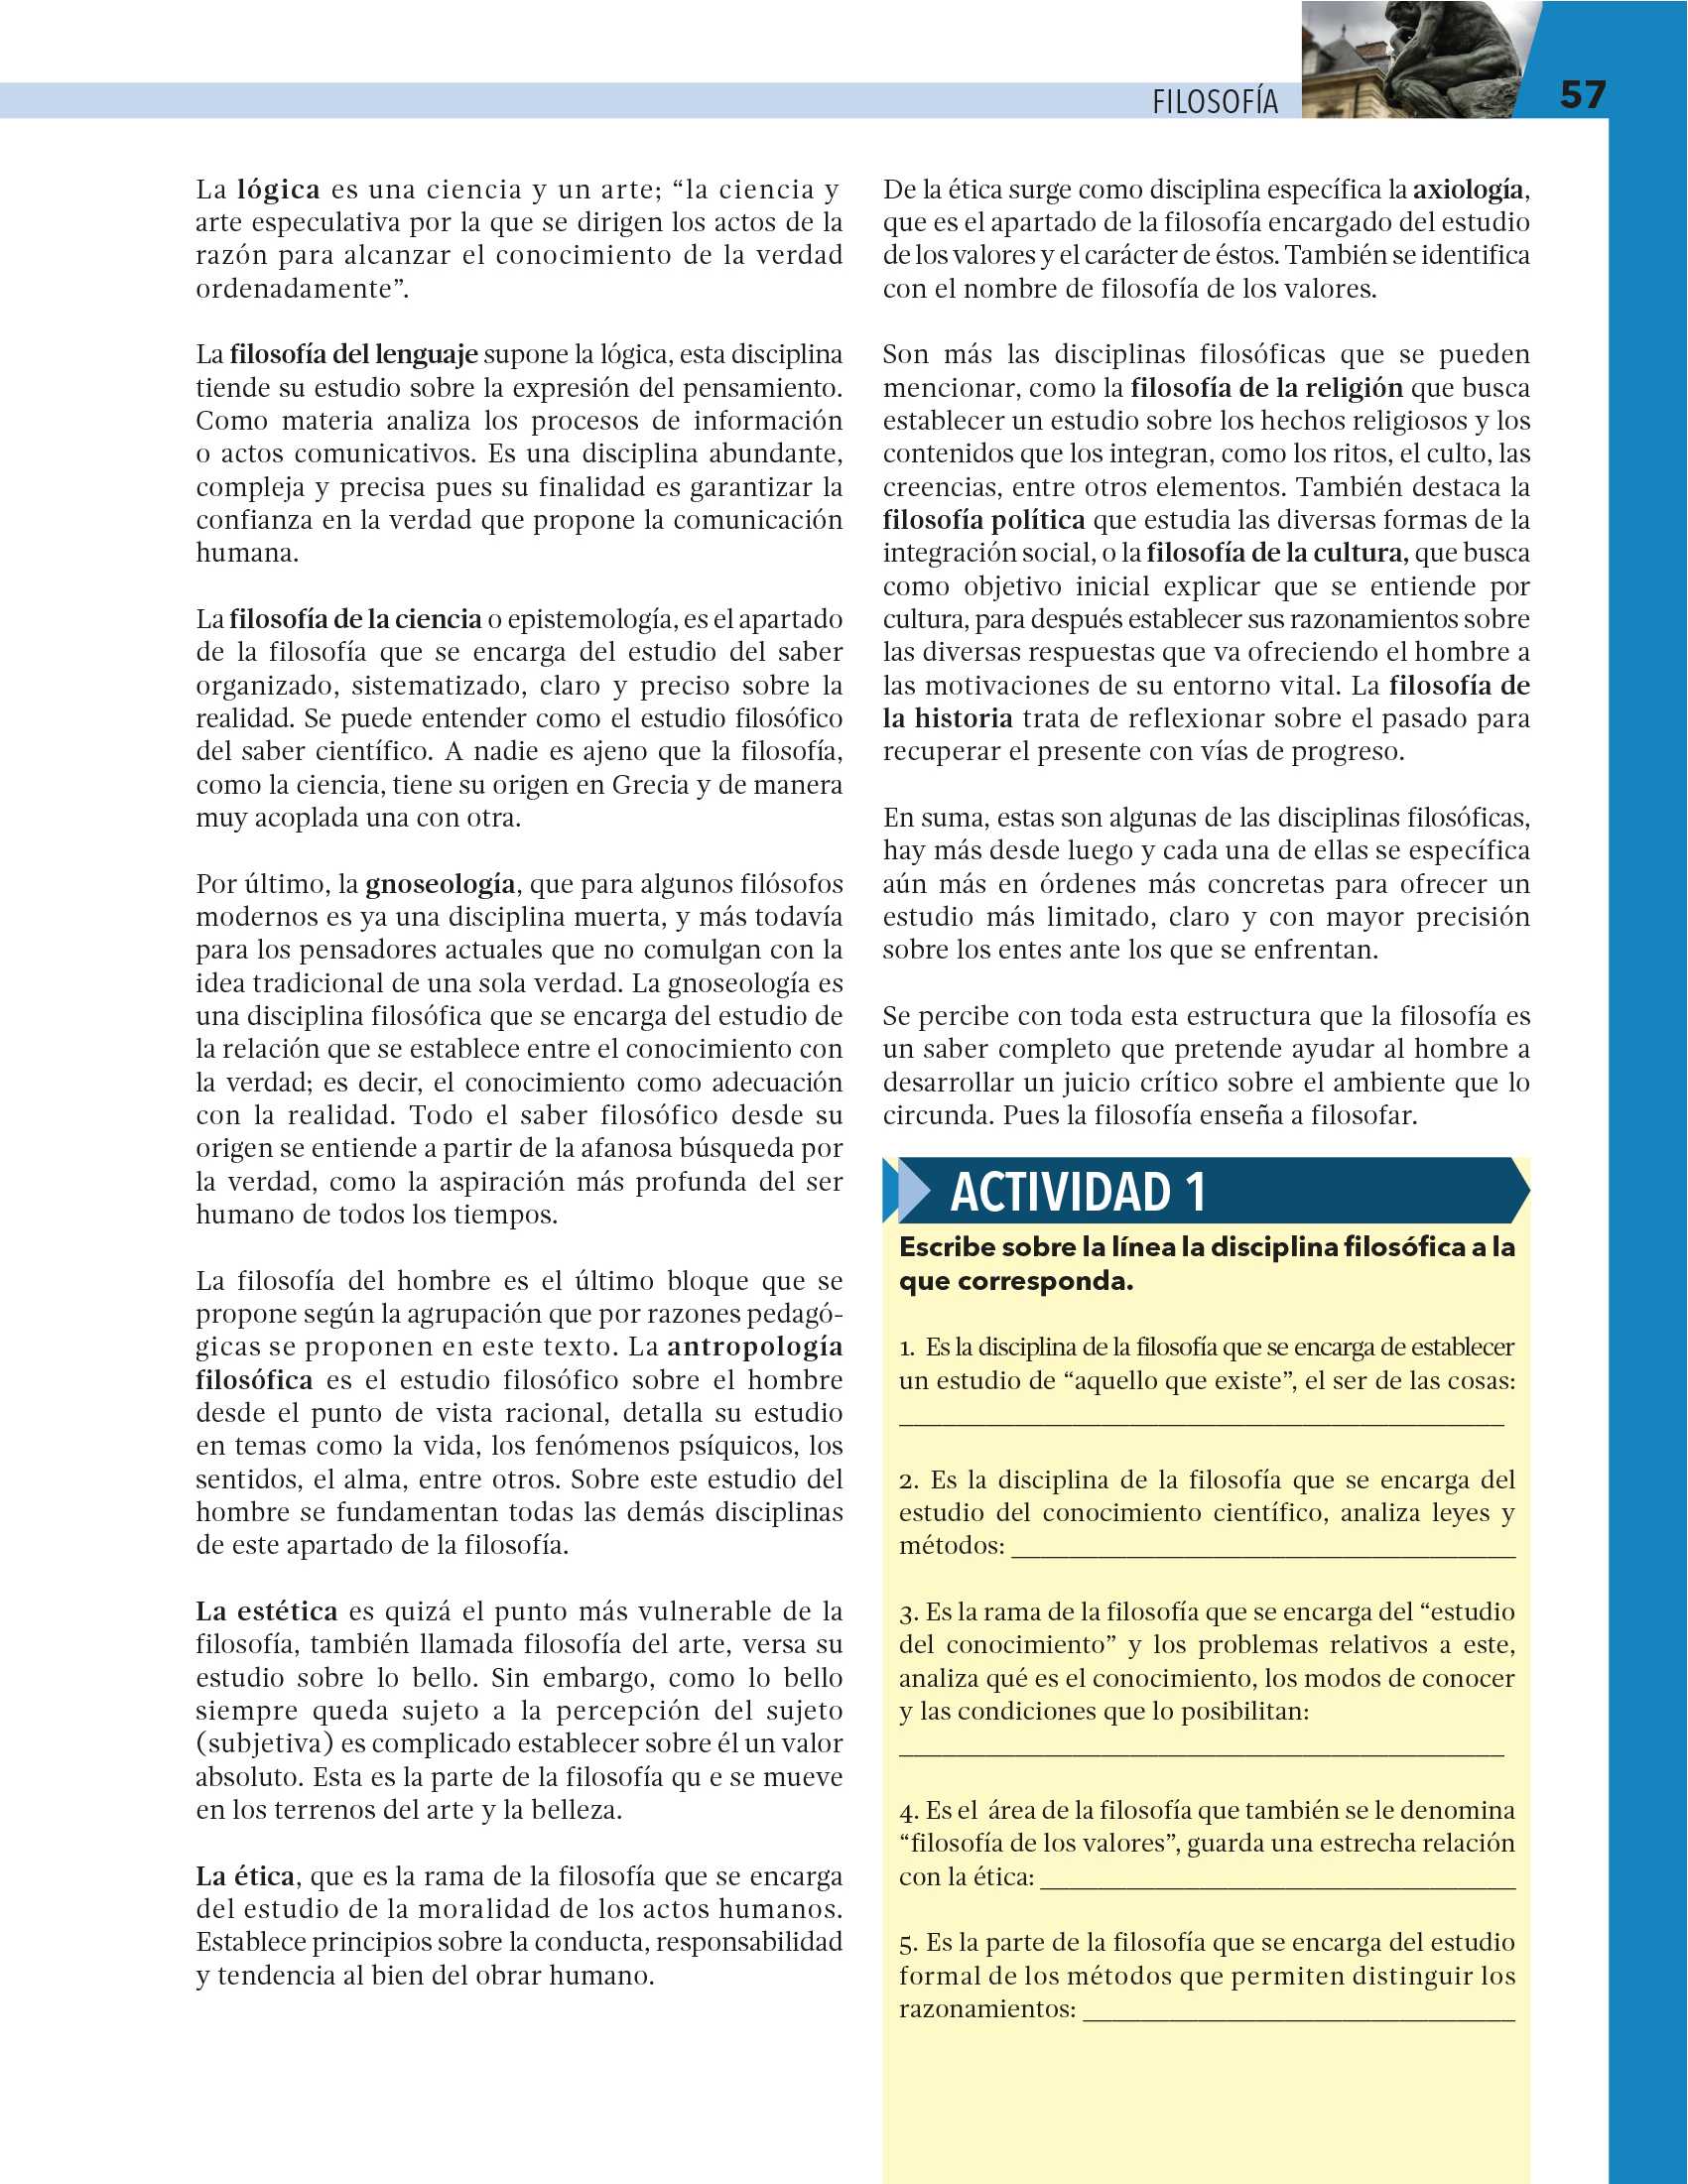 FILOSOFÍA
57
La lógica es una ciencia y un arte; “la ciencia y
arte especulativa por la que se dirigen los actos de la
razón para alcanzar el conocimiento de la verdad
ordenadamente”.
La filosofía del lenguaje supone la lógica, esta disciplina
tiende su estudio sobre la expresión del pensamiento.
Como materia analiza los procesos de información
o actos comunicativos. Es una disciplina abundante,
compleja y precisa pues su finalidad es garantizar la
confianza en la verdad que propone la comunicación
humana.
La filosofía de la ciencia o epistemología, es el apartado
de la filosofía que se encarga del estudio del saber
organizado, sistematizado, claro y preciso sobre la
realidad. Se puede entender como el estudio filosófico
del saber científico. A nadie es ajeno que la filosofía,
como la ciencia, tiene su origen en Grecia y de manera
muy acoplada una con otra.
Por último, la gnoseología, que para algunos filósofos
modernos es ya una disciplina muerta, y más todavía
para los pensadores actuales que no comulgan con la
idea tradicional de una sola verdad. La gnoseología es
una disciplina filosófica que se encarga del estudio de
la relación que se establece entre el conocimiento con
la verdad; es decir, el conocimiento como adecuación
con la realidad. Todo el saber filosófico desde su
origen se entiende a partir de la afanosa búsqueda por
la verdad, como la aspiración más profunda del ser
humano de todos los tiempos.
La filosofía del hombre es el último bloque que se
propone según la agrupación que por razones pedagó-
gicas se proponen en este texto. La antropología
filosófica es el estudio filosófico sobre el hombre
desde el punto de vista racional, detalla su estudio
en temas como la vida, los fenómenos psíquicos, los
sentidos, el alma, entre otros. Sobre este estudio del
hombre se fundamentan todas las demás disciplinas
de este apartado de la filosofía.
La estética es quizá el punto más vulnerable de la
filosofía, también llamada filosofía del arte, versa su
estudio sobre lo bello. Sin embargo, como lo bello
siempre queda sujeto a la percepción del sujeto
(subjetiva) es complicado establecer sobre él un valor
absoluto. Esta es la parte de la filosofía qu e se mueve
en los terrenos del arte y la belleza.
La ética, que es la rama de la filosofía que se encarga
del estudio de la moralidad de los actos humanos.
Establece principios sobre la conducta, responsabilidad
y tendencia al bien del obrar humano.
De la ética surge como disciplina específica la axiología,
que es el apartado de la filosofía encargado del estudio
de los valores y el carácter de éstos. También se identifica
con el nombre de filosofía de los valores.
Son más las disciplinas filosóficas que se pueden
mencionar, como la filosofía de la religión que busca
establecer un estudio sobre los hechos religiosos y los
contenidos que los integran, como los ritos, el culto, las
creencias, entre otros elementos. También destaca la
filosofía política que estudia las diversas formas de la
integración social, o la filosofía de la cultura, que busca
como objetivo inicial explicar que se entiende por
cultura, para después establecer sus razonamientos sobre
las diversas respuestas que va ofreciendo el hombre a
las motivaciones de su entorno vital. La filosofía de
la historia trata de reflexionar sobre el pasado para
recuperar el presente con vías de progreso.
En suma, estas son algunas de las disciplinas filosóficas,
hay más desde luego y cada una de ellas se específica
aún más en órdenes más concretas para ofrecer un
estudio más limitado, claro y con mayor precisión
sobre los entes ante los que se enfrentan.
Se percibe con toda esta estructura que la filosofía es
un saber completo que pretende ayudar al hombre a
desarrollar un juicio crítico sobre el ambiente que lo
circunda. Pues la filosofía enseña a filosofar.
ACTIVIDAD 1
Escribe sobre la línea la disciplina filosófica a la
que corresponda.
1. Es la disciplina de la filosofía que se encarga de establecer
un estudio de “aquello que existe”, el ser de las cosas:
2. Es la disciplina de la filosofía que se encarga del
estudio del conocimiento científico, analiza leyes y
métodos:
3. Es la rama de la filosofía que se encarga del “estudio
del conocimiento” y los problemas relativos a este,
analiza qué es el conocimiento, los modos de conocer
y las condiciones que lo posibilitan:
4. Es el área de la filosofía que también se le denomina
“filosofía de los valores”, guarda una estrecha relación
con la ética:
5. Es la parte de la filosofía que se encarga del estudio
formal de los métodos que permiten distinguir los
razonamientos: